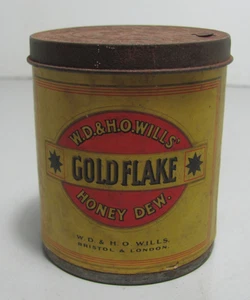 W.D. & H.O. WILLS'
GOLD FLAKE
HONEY DEW.
W. D. & H. O. WILLS.
BRISTOL & LONDON.